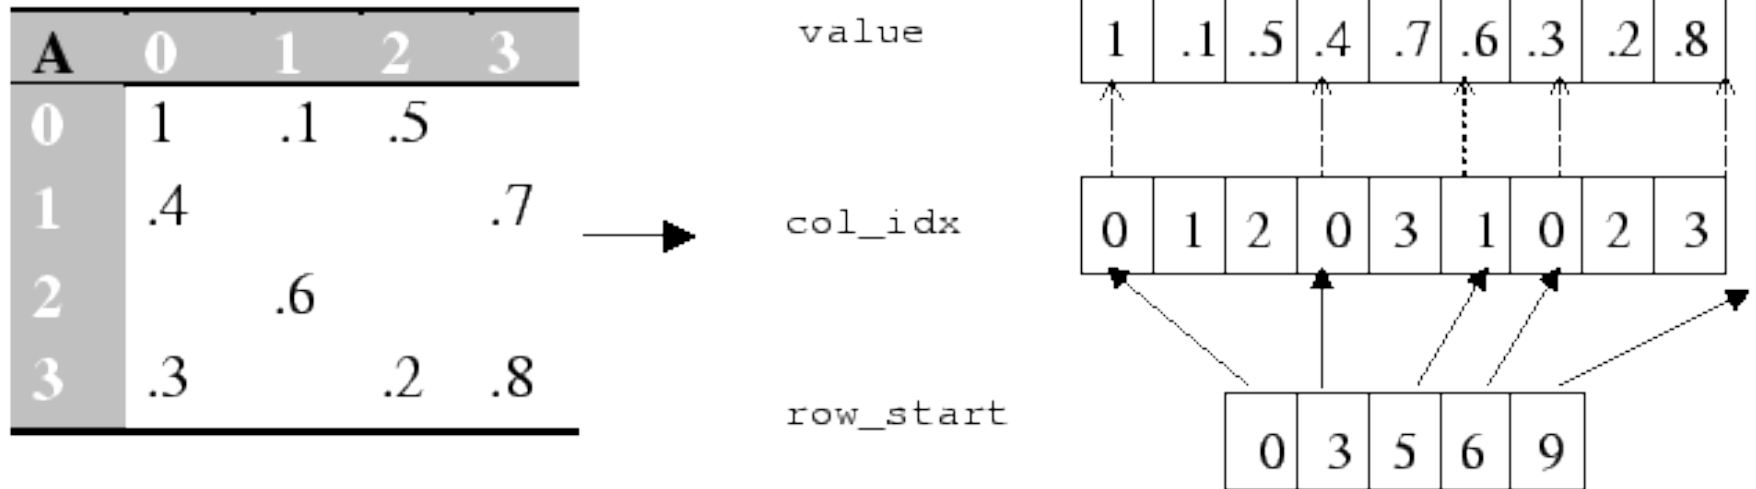 A 0 1 2 3
0 1 .1 .5
1 .4 .7
2 .6
3 .3 .2 .8
value 1 .1 .5 .4 .7 .6 .3 .2 .8
col_idx 0 1 2 0 3 1 0 2 3
row_start 0 3 5 6 9